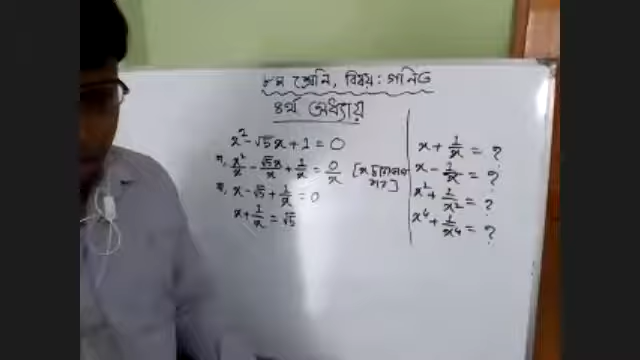 ৮ম শ্রেনি, বিষয়: গনিত
৪র্থ অধ্যায়
x² - √5x + 1 = 0
বা, x²/x - √5x/x + 1/x = 0/x [x
বা, x - √5 + 1/x = 0
x + 1/x = √5
x + 1/x = ?
x - 1/x = ?
x² + 1/x² = ?
x⁴ + 1/x⁴ = ?